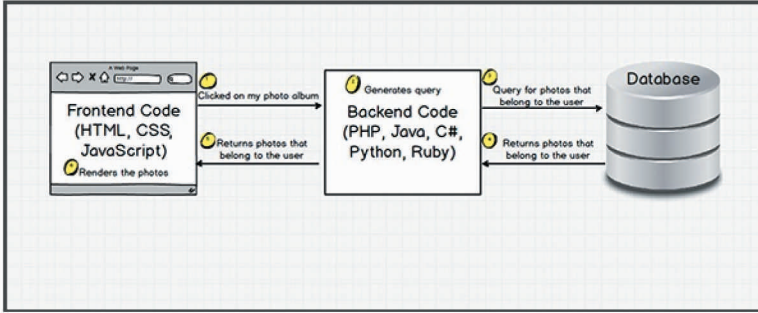 A Web Page
http://
Frontend Code
(HTML, CSS,
JavaScript)
Renders the photos
Clicked on my photo album
Returns photos that
belong to the user
Generates query
Backend Code
(PHP, Java, C#,
Python, Ruby)
Query for photos that
belong to the user
Returns photos that
belong to the user
Database